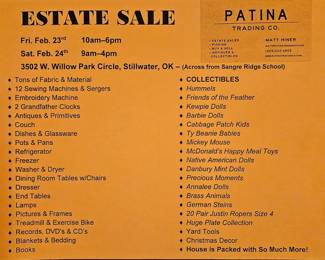 ESTATE SALE
Fri. Feb. 23rd 10am–6pm
Sat. Feb. 24th 9am–4pm
3502 W. Willow Park Circle, Stillwater, OK – (Across from Sangre Ridge School)
PATINA
TRADING CO.
MATT HINER
• ESTATE SALES
• Tons of Fabric & Material
• 12 Sewing Machines & Sergers
• Embroidery Machine
• 2 Grandfather Clocks
• Antiques & Primitives
• Couch
• Dishes & Glassware
• Pots & Pans
• Refrigerator
• Freezer
• Washer & Dryer
• Dining Room Tables w/Chairs
• Dresser
• End Tables
• Lamps
• Pictures & Frames
• Treadmill & Exercise Bike
• Records, DVD's & CD's
• Blankets & Bedding
• Books
• COLLECTIBLES
• Hummels
• Friends of the Feather
• Kewpie Dolls
• Barbie Dolls
• Cabbage Patch Kids
• Ty Beanie Babies
• Mickey Mouse
• McDonald's Happy Meal Toys
• Native American Dolls
• Danbury Mint Dolls
• Precious Moments
• Annalee Dolls
• Brass Animals
• German Steins
• 20 Pair Justin Ropers Size 4
• Huge Plate Collection
• Yard Tools
• Christmas Decor
• House is Packed with So Much More!